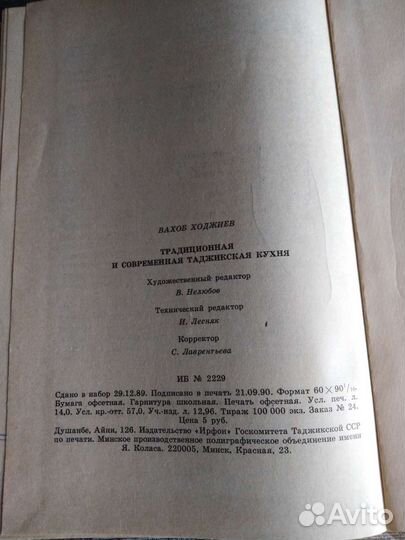 ВАХОБ ХОДЖИЕВ
ТРАДИЦИОННАЯ
И СОВРЕМЕННАЯ ТАДЖИКСКАЯ КУХНЯ
Художественный редактор
В. Нелюбов
Технический редактор
И. Лесняк
Корректор
С. Лаврентьева
ИБ № 2229
Сдано в набор 29.12.89. Подписано в печать 21.09.90. Формат 60×90¹/₁₆.
Бумага офсетная. Гарнитура школьная. Печать офсетная. Усл. печ. л.
14,0. Усл. кр.-отт. 57,0. Уч.-изд. л. 12,96. Тираж 100 000 экз. Заказ № 24.
Цена 5 руб.
Душанбе, Айни, 126. Издательство «Ирфон» Госкомитета Таджикской ССР
по печати. Минское производственное полиграфическое объединение имени
Я. Коласа. 220005, Минск, Красная, 23.
Avito